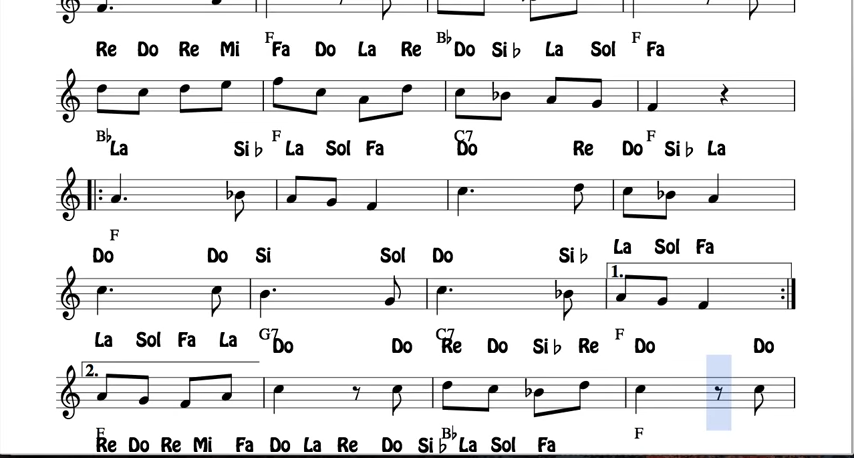 Re Do Re Mi Fa Do La Re Do Si ♭ La Sol Fa
F B♭ F
B♭ F C7 F
La Si ♭ La Sol Fa Do Re Do Si ♭ La
F
Do Do Si Sol Do Si ♭ La Sol Fa
1.
G7 C7 F
La Sol Fa La Do Do Re Do Si ♭ Re Do Do
2.
F B♭ F
Re Do Re Mi Fa Do La Re Do Si ♭ La Sol Fa